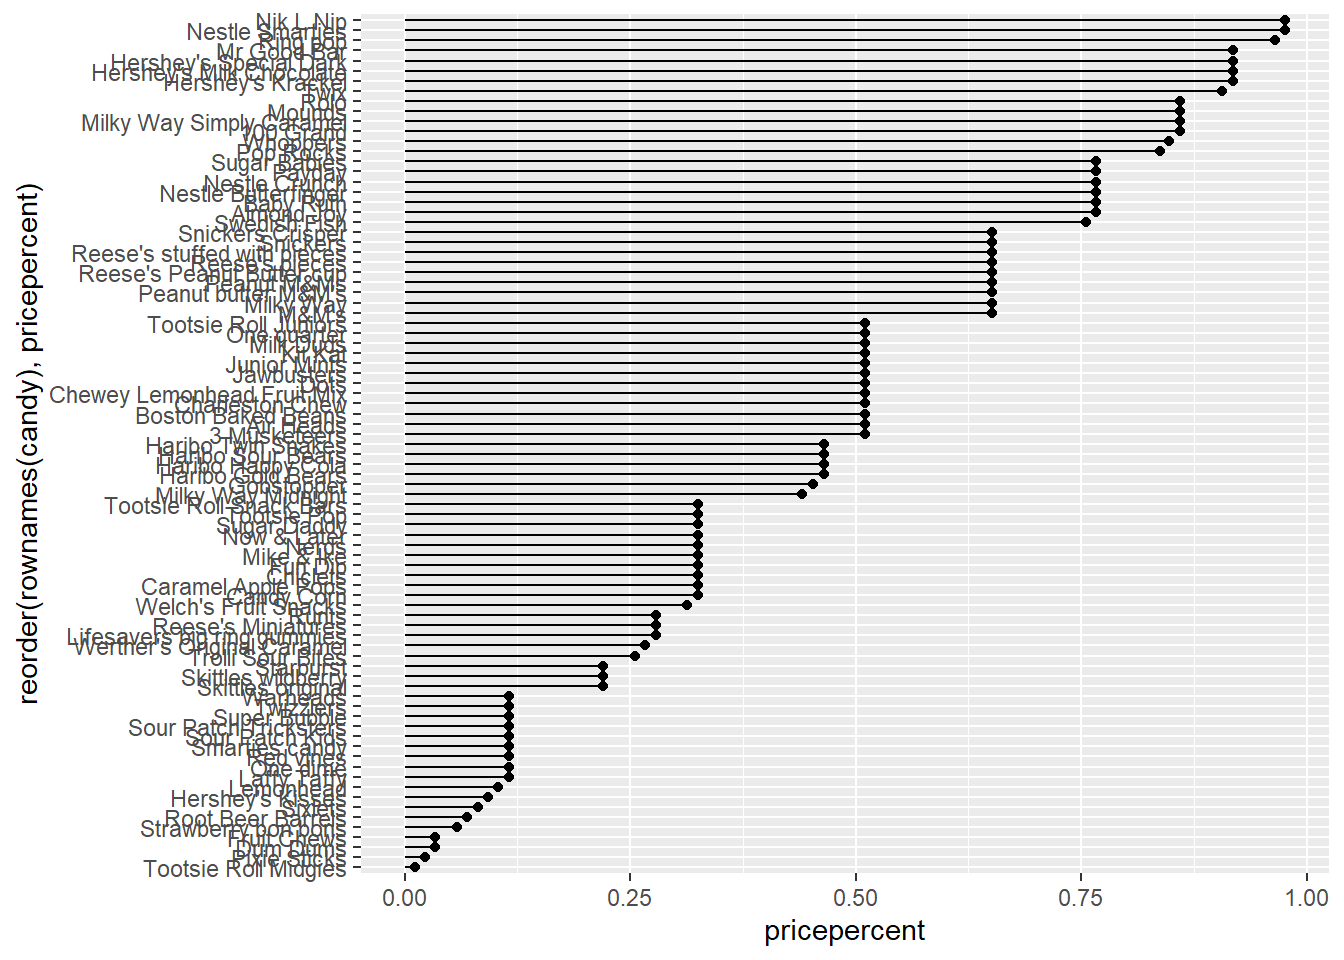 Nik L Nip
Nestle Smarties
Ring pop
Mr Good Bar
Hershey's Special Dark
Hershey's Milk Chocolate
Hershey's Krackel
Twix
Rolo
Mounds
Milky Way Simply Caramel
100 Grand
Whoppers
Pop Rocks
Sugar Babies
Payday
Nestle Crunch
Nestle Butterfinger
Baby Ruth
Almond Joy
Swedish Fish
Snickers Crisper
Snickers
Reese's stuffed with pieces
Reese's pieces
Reese's Peanut Butter cup
Peanut M&Ms
Peanut butter M&M's
Milky Way
M&M's
Tootsie Roll Juniors
One quarter
Milk Duds
Kit Kat
Junior Mints
Jawbusters
Dots
Chewey Lemonhead Fruit Mix
Charleston Chew
Boston Baked Beans
Air Heads
3 Musketeers
Haribo Twin Snakes
Haribo Sour Bears
Haribo Happy Cola
Haribo Gold Bears
Gobstopper
Milky Way Midnight
Tootsie Roll Snack Bars
Tootsie Pop
Sugar Daddy
Now & Later
Nerds
Mike & Ike
Fun Dip
Chiclets
Caramel Apple Pops
Candy Corn
Welch's Fruit Snacks
Runts
Reese's Miniatures
Lifesavers big ring gummies
Werther's Original Caramel
Trolli Sour Bites
Starburst
Skittles wildberry
Skittles original
Warheads
Twizzlers
Super Bubble
Sour Patch Tricksters
Sour Patch Kids
Smarties candy
Red vines
One dime
Laffy Taffy
Lemonhead
Hershey's Kisses
Sixlets
Root Beer Barrels
Strawberry bon bons
Fruit Chews
Dum Dums
Pixie Sticks
Tootsie Roll Midgies
reorder(rownames(candy), pricepercent)
0.00 0.25 0.50 0.75 1.00
pricepercent